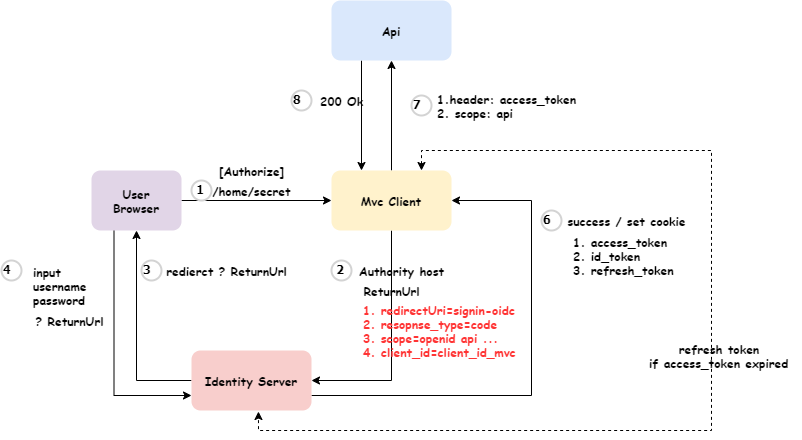 Api
8
200 Ok
7
1.header: access_token
2. scope: api
[Authorize]
1
/home/secret
User
Browser
Mvc Client
6
success / set cookie
1. access_token
2. id_token
3. refresh_token
4
input
username
password
? ReturnUrl
3
redierct ? ReturnUrl
2
Authority host
ReturnUrl
1. redirectUri=signin-oidc
2. resopnse_type=code
3. scope=openid api ...
4. client_id=client_id_mvc
Identity Server
refresh token
if access_token expired